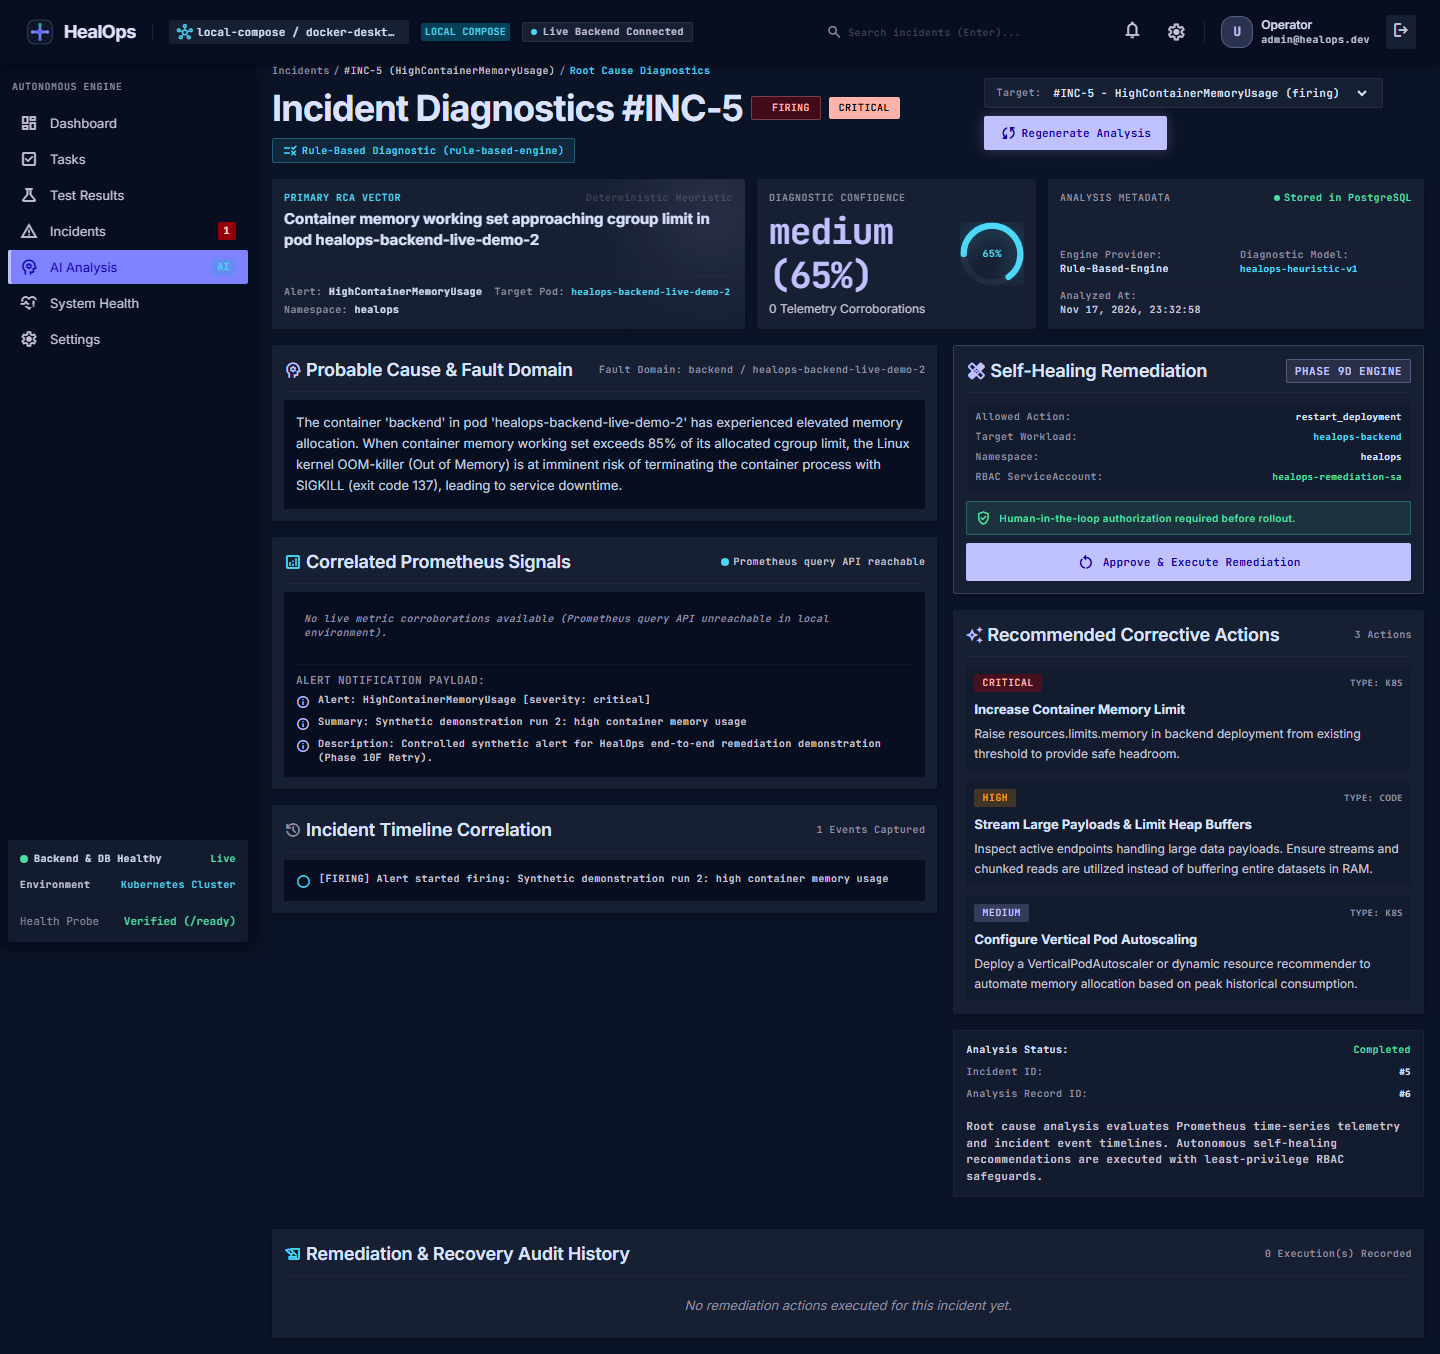 HealOps
local-compose / docker-deskt…
LOCAL COMPOSE
Live Backend Connected
Search incidents (Enter)...
U
Operator
admin@healops.dev
AUTONOMOUS ENGINE
Dashboard
Tasks
Test Results
Incidents
1
AI Analysis
AI
System Health
Settings
Backend & DB Healthy
Live
Environment
Kubernetes Cluster
Health Probe
Verified (/ready)
Incidents / #INC-5 (HighContainerMemoryUsage) / Root Cause Diagnostics
Incident Diagnostics #INC-5
FIRING
CRITICAL
Rule-Based Diagnostic (rule-based-engine)
Target: #INC-5 - HighContainerMemoryUsage (firing)
Regenerate Analysis
PRIMARY RCA VECTOR
Deterministic Heuristic
Container memory working set approaching cgroup limit in
pod healops-backend-live-demo-2
Alert: HighContainerMemoryUsage Target Pod: healops-backend-live-demo-2
Namespace: healops
DIAGNOSTIC CONFIDENCE
medium
(65%)
65%
0 Telemetry Corroborations
ANALYSIS METADATA
Stored in PostgreSQL
Engine Provider:
Rule-Based-Engine
Diagnostic Model:
healops-heuristic-v1
Analyzed At:
Nov 17, 2026, 23:32:58
Probable Cause & Fault Domain
Fault Domain: backend / healops-backend-live-demo-2
The container 'backend' in pod 'healops-backend-live-demo-2' has experienced elevated memory
allocation. When container memory working set exceeds 85% of its allocated cgroup limit, the Linux
kernel OOM-killer (Out of Memory) is at imminent risk of terminating the container process with
SIGKILL (exit code 137), leading to service downtime.
Correlated Prometheus Signals
Prometheus query API reachable
No live metric corroborations available (Prometheus query API unreachable in local
environment).
ALERT NOTIFICATION PAYLOAD:
Alert: HighContainerMemoryUsage [severity: critical]
Summary: Synthetic demonstration run 2: high container memory usage
Description: Controlled synthetic alert for HealOps end-to-end remediation demonstration
(Phase 10F Retry).
Incident Timeline Correlation
1 Events Captured
[FIRING] Alert started firing: Synthetic demonstration run 2: high container memory usage
Self-Healing Remediation
PHASE 9D ENGINE
Allowed Action:
restart_deployment
Target Workload:
healops-backend
Namespace:
healops
RBAC ServiceAccount:
healops-remediation-sa
Human-in-the-loop authorization required before rollout.
Approve & Execute Remediation
Recommended Corrective Actions
3 Actions
CRITICAL
TYPE: K8S
Increase Container Memory Limit
Raise resources.limits.memory in backend deployment from existing
threshold to provide safe headroom.
HIGH
TYPE: CODE
Stream Large Payloads & Limit Heap Buffers
Inspect active endpoints handling large data payloads. Ensure streams and
chunked reads are utilized instead of buffering entire datasets in RAM.
MEDIUM
TYPE: K8S
Configure Vertical Pod Autoscaling
Deploy a VerticalPodAutoscaler or dynamic resource recommender to
automate memory allocation based on peak historical consumption.
Analysis Status:
Completed
Incident ID:
#5
Analysis Record ID:
#6
Root cause analysis evaluates Prometheus time-series telemetry
and incident event timelines. Autonomous self-healing
recommendations are executed with least-privilege RBAC
safeguards.
Remediation & Recovery Audit History
0 Execution(s) Recorded
No remediation actions executed for this incident yet.